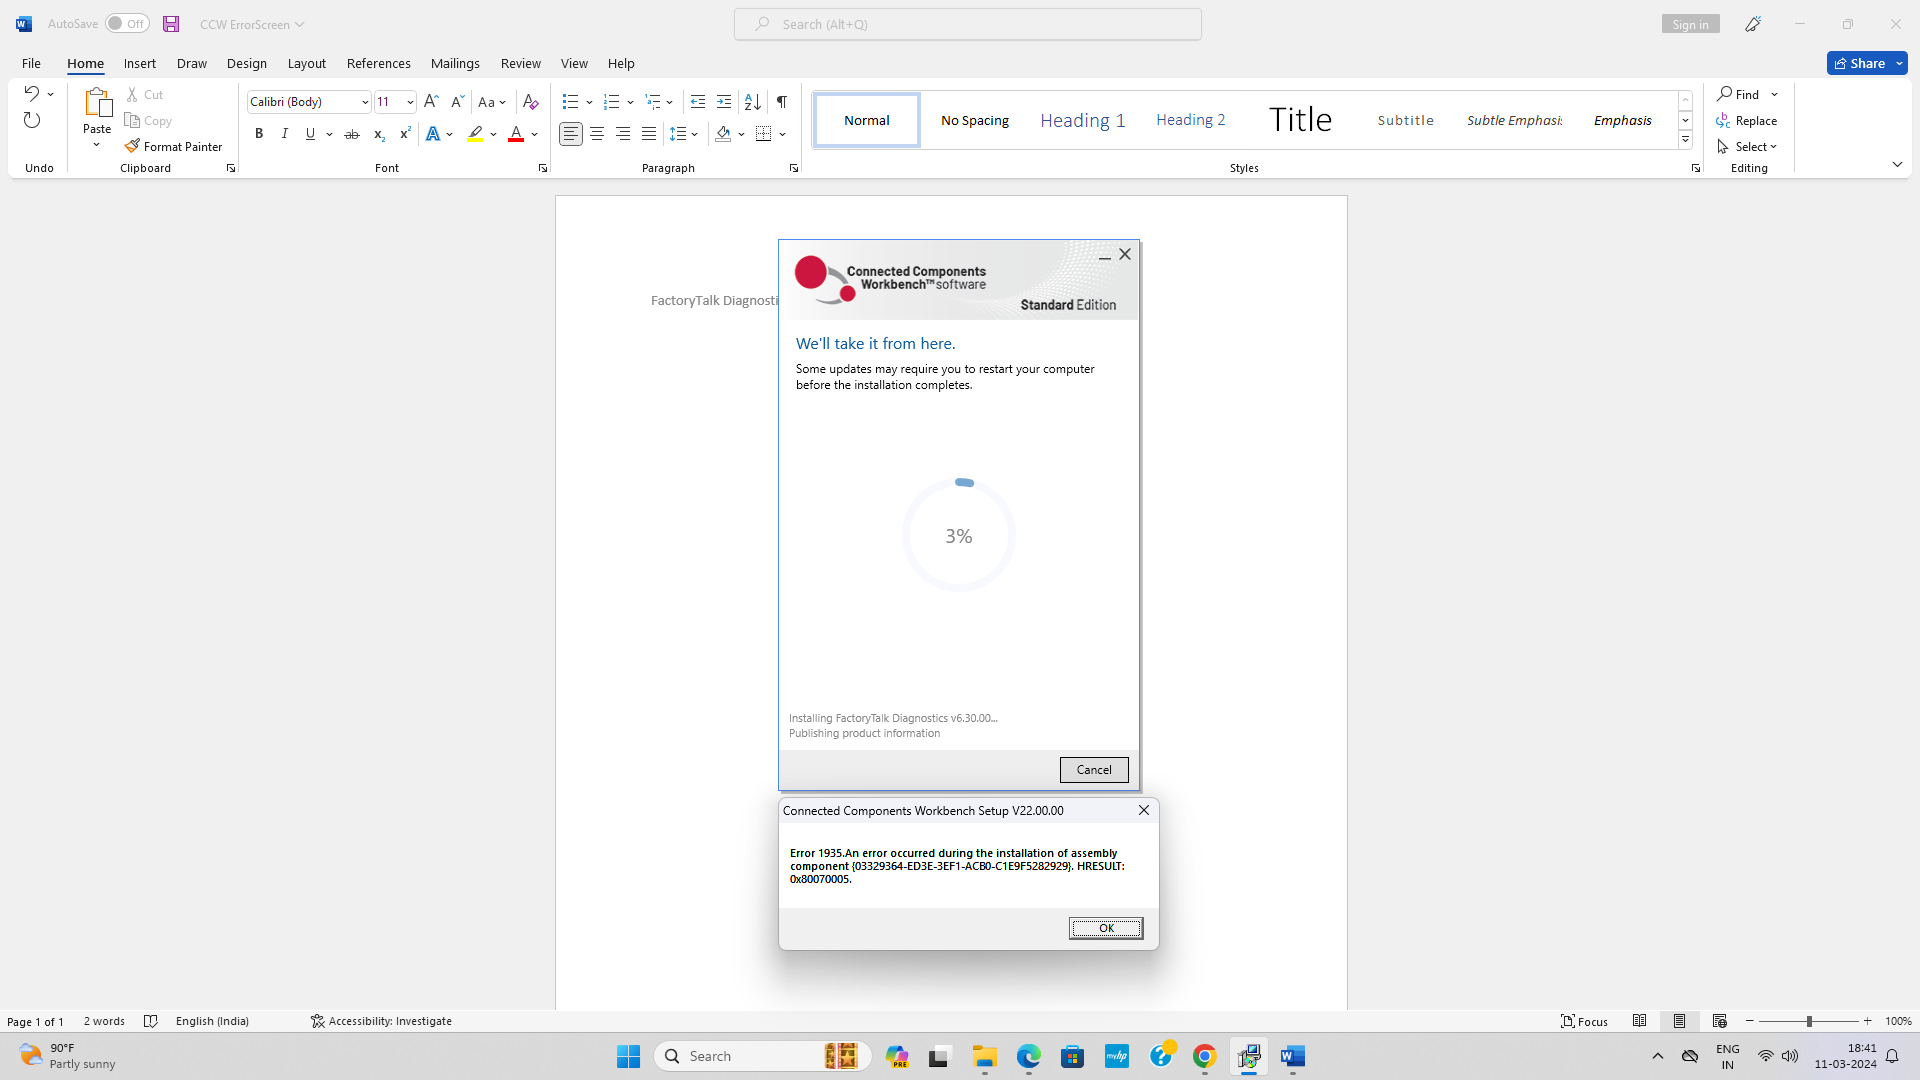 AutoSave Off CCW ErrorScreen Search (Alt+Q) Sign in
File Home Insert Draw Design Layout References Mailings Review View Help Share
Paste Cut Copy Format Painter
Calibri (Body) 11 Aa
B I U ab x₂ x² A A
Normal No Spacing Heading 1 Heading 2 Title Subtitle Subtle Emphasis Emphasis
Find
Replace
Select
Undo Clipboard Font Paragraph Styles Editing
FactoryTalk Diagnosti
Connected Components
Workbench™software
Standard Edition
We'll take it from here.
Some updates may require you to restart your computer
before the installation completes.
3%
Installing FactoryTalk Diagnostics v6.30.00...
Publishing product information
Cancel
Connected Components Workbench Setup V22.00.00
Error 1935.An error occurred during the installation of assembly
component {03329364-ED3E-3EF1-ACB0-C1E9F5282929}. HRESULT:
0x80070005.
OK
Page 1 of 1 2 words English (India) Accessibility: Investigate Focus 100%
90°F
Partly sunny
Search
PRE
myhp
ENG
IN
18:41
11-03-2024